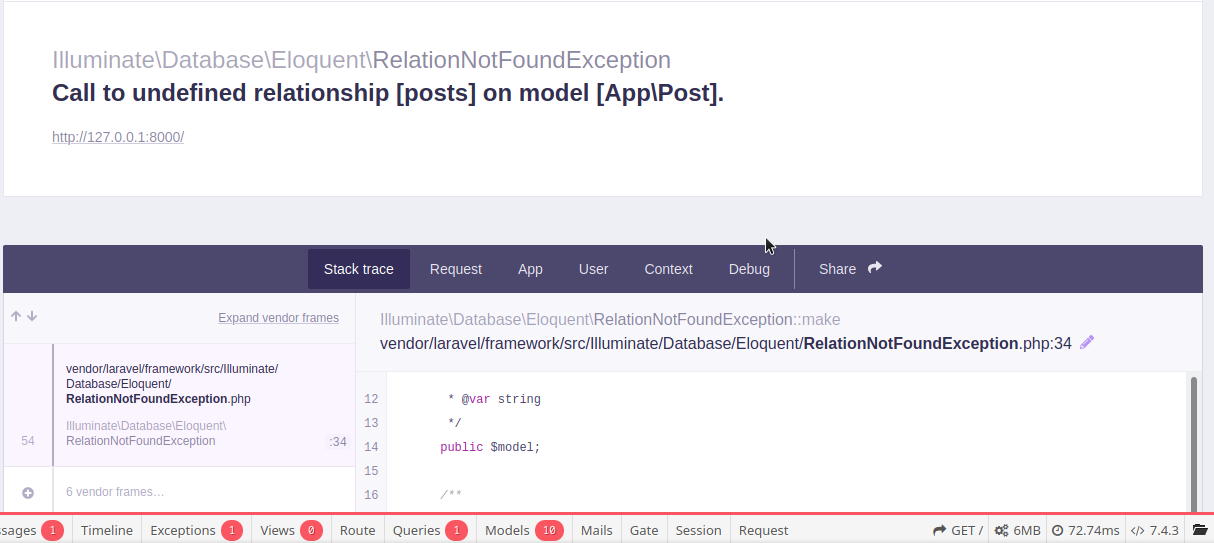 Illuminate\Database\Eloquent\RelationNotFoundException
Call to undefined relationship [posts] on model [App\Post].
http://127.0.0.1:8000/
Stack trace Request App User Context Debug Share
Expand vendor frames
Illuminate\Database\Eloquent\RelationNotFoundException::make
vendor/laravel/framework/src/Illuminate/Database/Eloquent/RelationNotFoundException.php:34
vendor/laravel/framework/src/Illuminate/
Database/Eloquent/
RelationNotFoundException.php
Illuminate\Database\Eloquent\
54 RelationNotFoundException :34
6 vendor frames…
12 * @var string
13 */
14 public $model;
15
16 /**
ssages 1 Timeline Exceptions 1 Views 0 Route Queries 1 Models 10 Mails Gate Session Request GET / 6MB 72.74ms </> 7.4.3